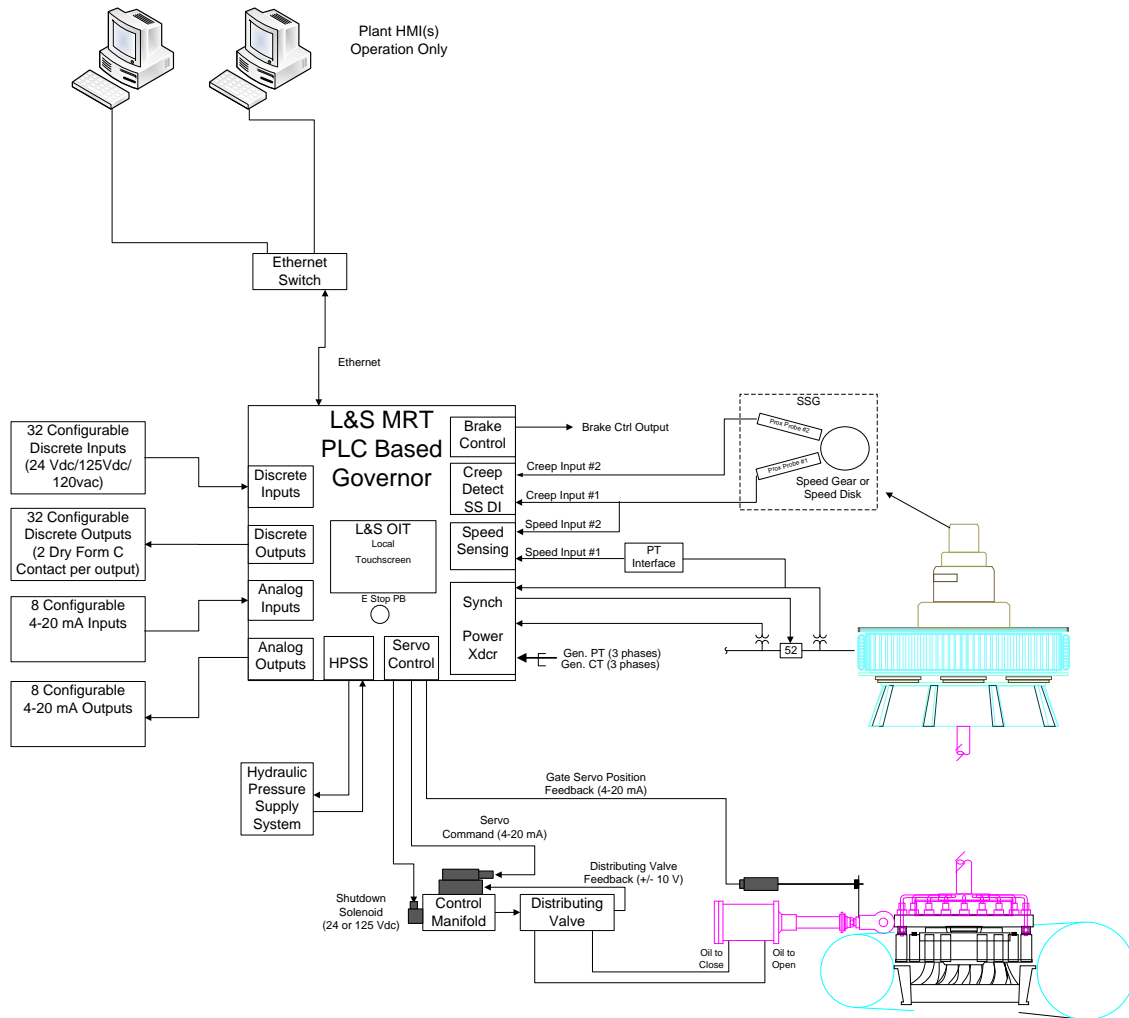 Plant HMI(s)
Operation Only
Ethernet
Switch
Ethernet
L&S MRT
PLC Based
Governor
32 Configurable
Discrete Inputs
(24 Vdc/125Vdc/
120vac)
32 Configurable
Discrete Outputs
(2 Dry Form C
Contact per output)
8 Configurable
4-20 mA Inputs
8 Configurable
4-20 mA Outputs
Discrete
Inputs
Discrete
Outputs
Analog
Inputs
Analog
Outputs
L&S OIT
Local
Touchscreen
E Stop PB
HPSS
Servo
Control
Brake
Control
Creep
Detect
SS DI
Speed
Sensing
Synch
Power
Xdcr
Brake Ctrl Output
Creep Input #2
Creep Input #1
Speed Input #2
Speed Input #1
PT
Interface
Gen. PT (3 phases)
Gen. CT (3 phases)
52
SSG
Prox Probe #2
Prox Probe #1
Speed Gear or
Speed Disk
Hydraulic
Pressure
Supply
System
Gate Servo Position
Feedback (4-20 mA)
Servo
Command (4-20 mA)
Distributing Valve
Feedback (+/- 10 V)
Shutdown
Solenoid
(24 or 125 Vdc)
Control
Manifold
Distributing
Valve
Oil to
Close
Oil to
Open